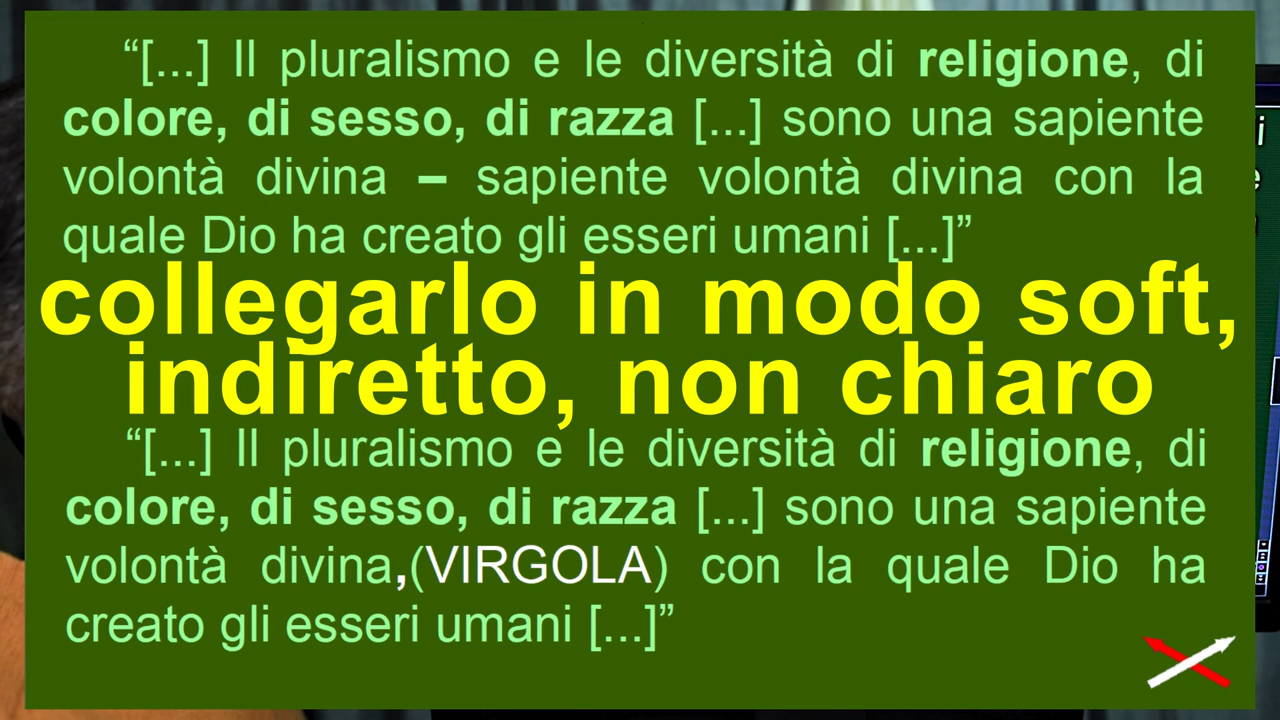 “[...] Il pluralismo e le diversità di religione, di
colore, di sesso, di razza [...] sono una sapiente
volontà divina – sapiente volontà divina con la
quale Dio ha creato gli esseri umani [...]”
collegarlo in modo soft,
indiretto, non chiaro
“[...] Il pluralismo e le diversità di religione, di
colore, di sesso, di razza [...] sono una sapiente
volontà divina,(VIRGOLA) con la quale Dio ha
creato gli esseri umani [...]”